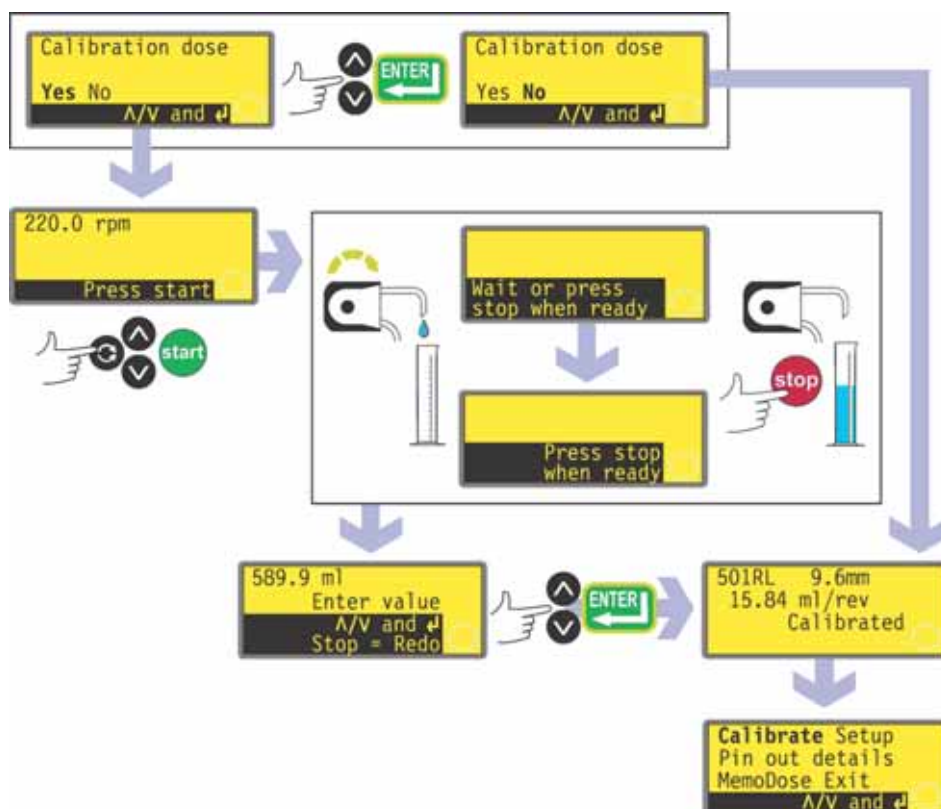 Calibration dose
Yes No
∧/∨ and ↵
ENTER
Calibration dose
Yes No
∧/∨ and ↵
220.0 rpm
Press start
start
Wait or press
stop when ready
stop
Press stop
when ready
589.9 ml
Enter value
∧/∨ and ↵
Stop = Redo
ENTER
501RL 9.6mm
15.84 ml/rev
Calibrated
Calibrate Setup
Pin out details
MemoDose Exit
∧/∨ and ↵